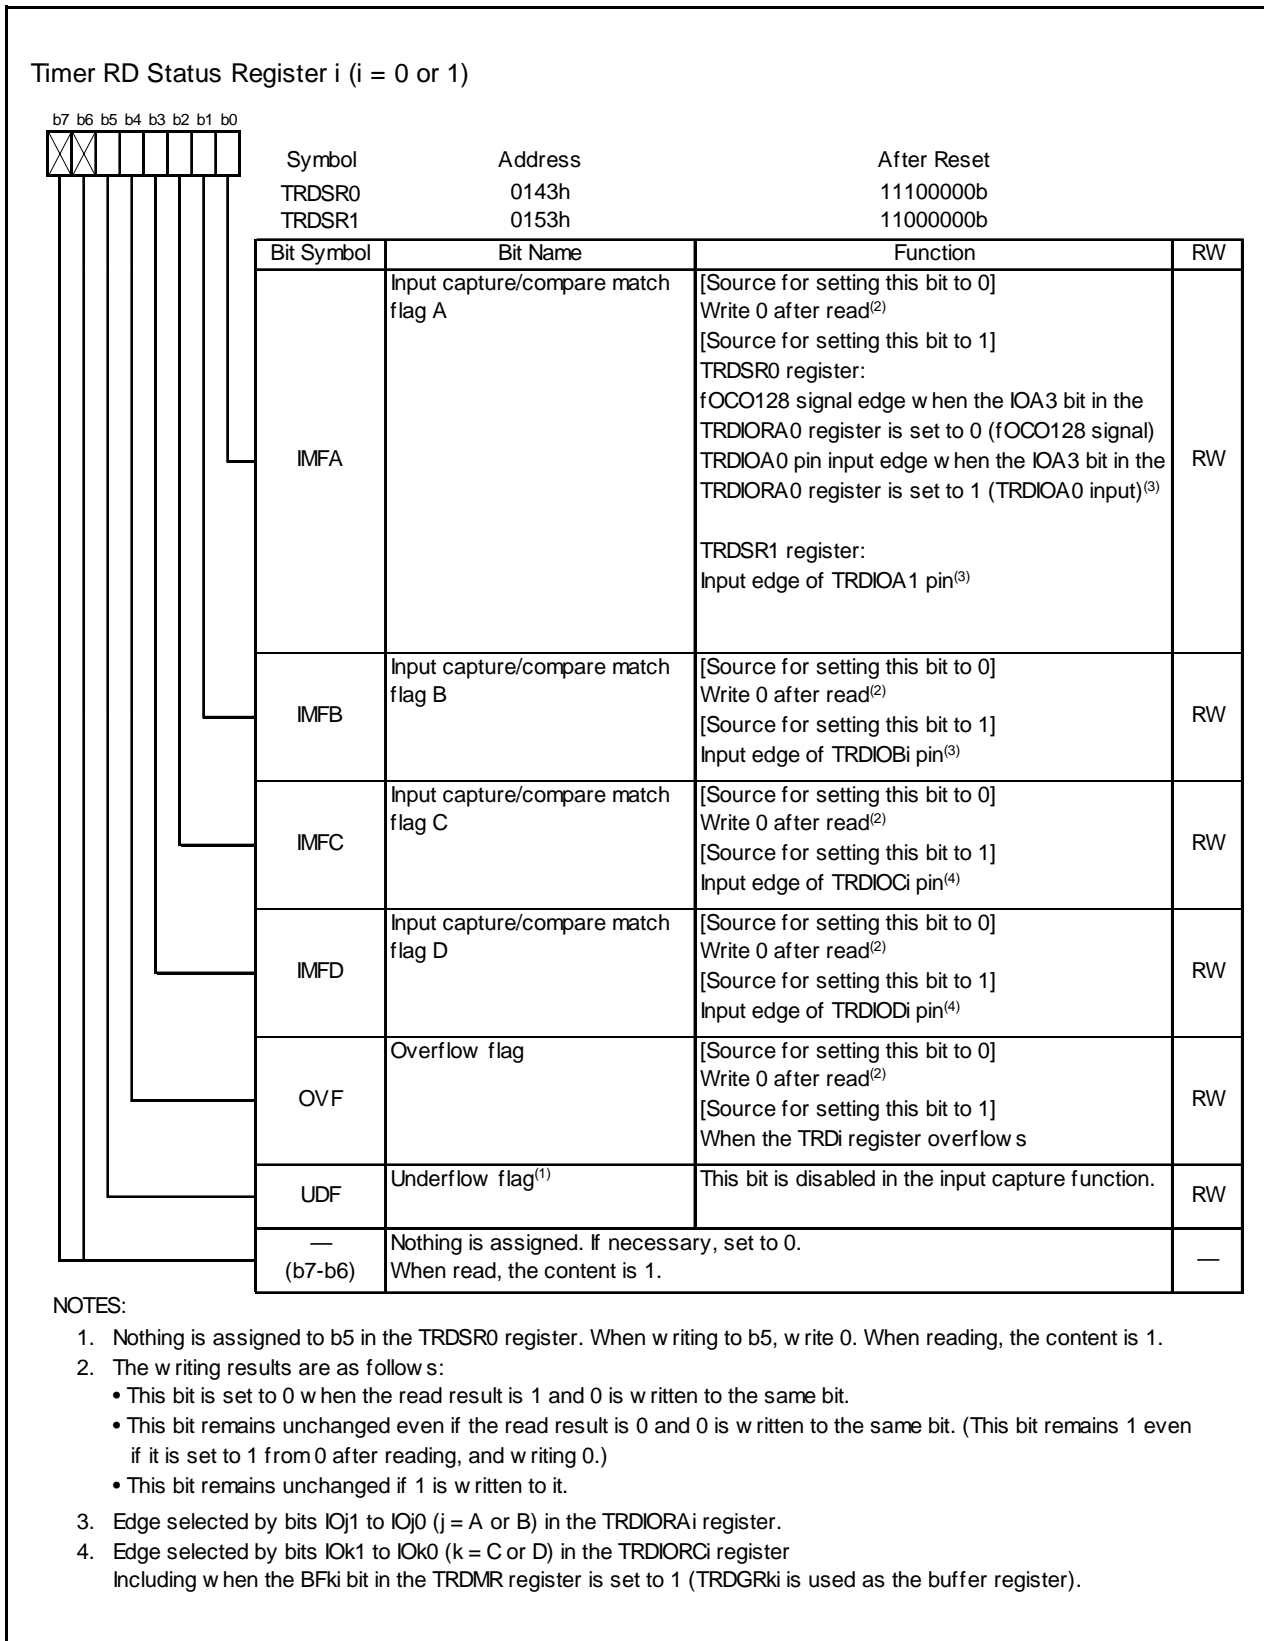 Timer RD Status Register i (i = 0 or 1)
b7 b6 b5 b4 b3 b2 b1 b0
Symbol Address After Reset
TRDSR0 0143h 11100000b
TRDSR1 0153h 11000000b
Bit Symbol Bit Name Function RW
IMFA
Input capture/compare match
flag A
[Source for setting this bit to 0]
Write 0 after read(2)
[Source for setting this bit to 1]
TRDSR0 register:
fOCO128 signal edge when the IOA3 bit in the
TRDIORA0 register is set to 0 (fOCO128 signal)
TRDIOA0 pin input edge when the IOA3 bit in the
TRDIORA0 register is set to 1 (TRDIOA0 input)(3)
TRDSR1 register:
Input edge of TRDIOA1 pin(3)
RW
IMFB
Input capture/compare match
flag B
[Source for setting this bit to 0]
Write 0 after read(2)
[Source for setting this bit to 1]
Input edge of TRDIOBi pin(3)
RW
IMFC
Input capture/compare match
flag C
[Source for setting this bit to 0]
Write 0 after read(2)
[Source for setting this bit to 1]
Input edge of TRDIOCi pin(4)
RW
IMFD
Input capture/compare match
flag D
[Source for setting this bit to 0]
Write 0 after read(2)
[Source for setting this bit to 1]
Input edge of TRDIODi pin(4)
RW
OVF
Overflow flag
[Source for setting this bit to 0]
Write 0 after read(2)
[Source for setting this bit to 1]
When the TRDi register overflows
RW
UDF
Underflow flag(1)
This bit is disabled in the input capture function.
RW
—
(b7-b6)
Nothing is assigned. If necessary, set to 0.
When read, the content is 1.
—
NOTES:
1. Nothing is assigned to b5 in the TRDSR0 register. When writing to b5, write 0. When reading, the content is 1.
2. The writing results are as follows:
• This bit is set to 0 when the read result is 1 and 0 is written to the same bit.
• This bit remains unchanged even if the read result is 0 and 0 is written to the same bit. (This bit remains 1 even
if it is set to 1 from 0 after reading, and writing 0.)
• This bit remains unchanged if 1 is written to it.
3. Edge selected by bits IOj1 to IOj0 (j = A or B) in the TRDIORAi register.
4. Edge selected by bits IOk1 to IOk0 (k = C or D) in the TRDIORCi register
Including when the BFki bit in the TRDMR register is set to 1 (TRDGRki is used as the buffer register).